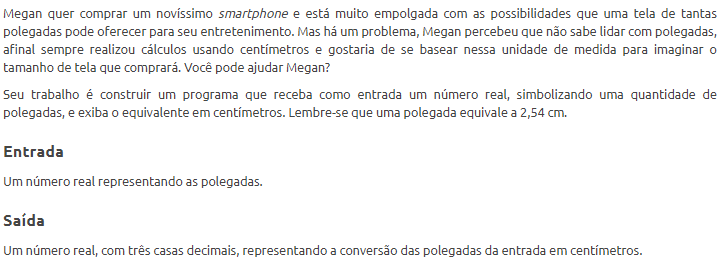 Megan quer comprar um novíssimo smartphone e está muito empolgada com as possibilidades que uma tela de tantas
polegadas pode oferecer para seu entretenimento. Mas há um problema, Megan percebeu que não sabe lidar com polegadas,
afinal sempre realizou cálculos usando centímetros e gostaria de se basear nessa unidade de medida para imaginar o
tamanho de tela que comprará. Você pode ajudar Megan?
Seu trabalho é construir um programa que receba como entrada um número real, simbolizando uma quantidade de
polegadas, e exiba o equivalente em centímetros. Lembre-se que uma polegada equivale a 2,54 cm.
Entrada
Um número real representando as polegadas.
Saída
Um número real, com três casas decimais, representando a conversão das polegadas da entrada em centímetros.